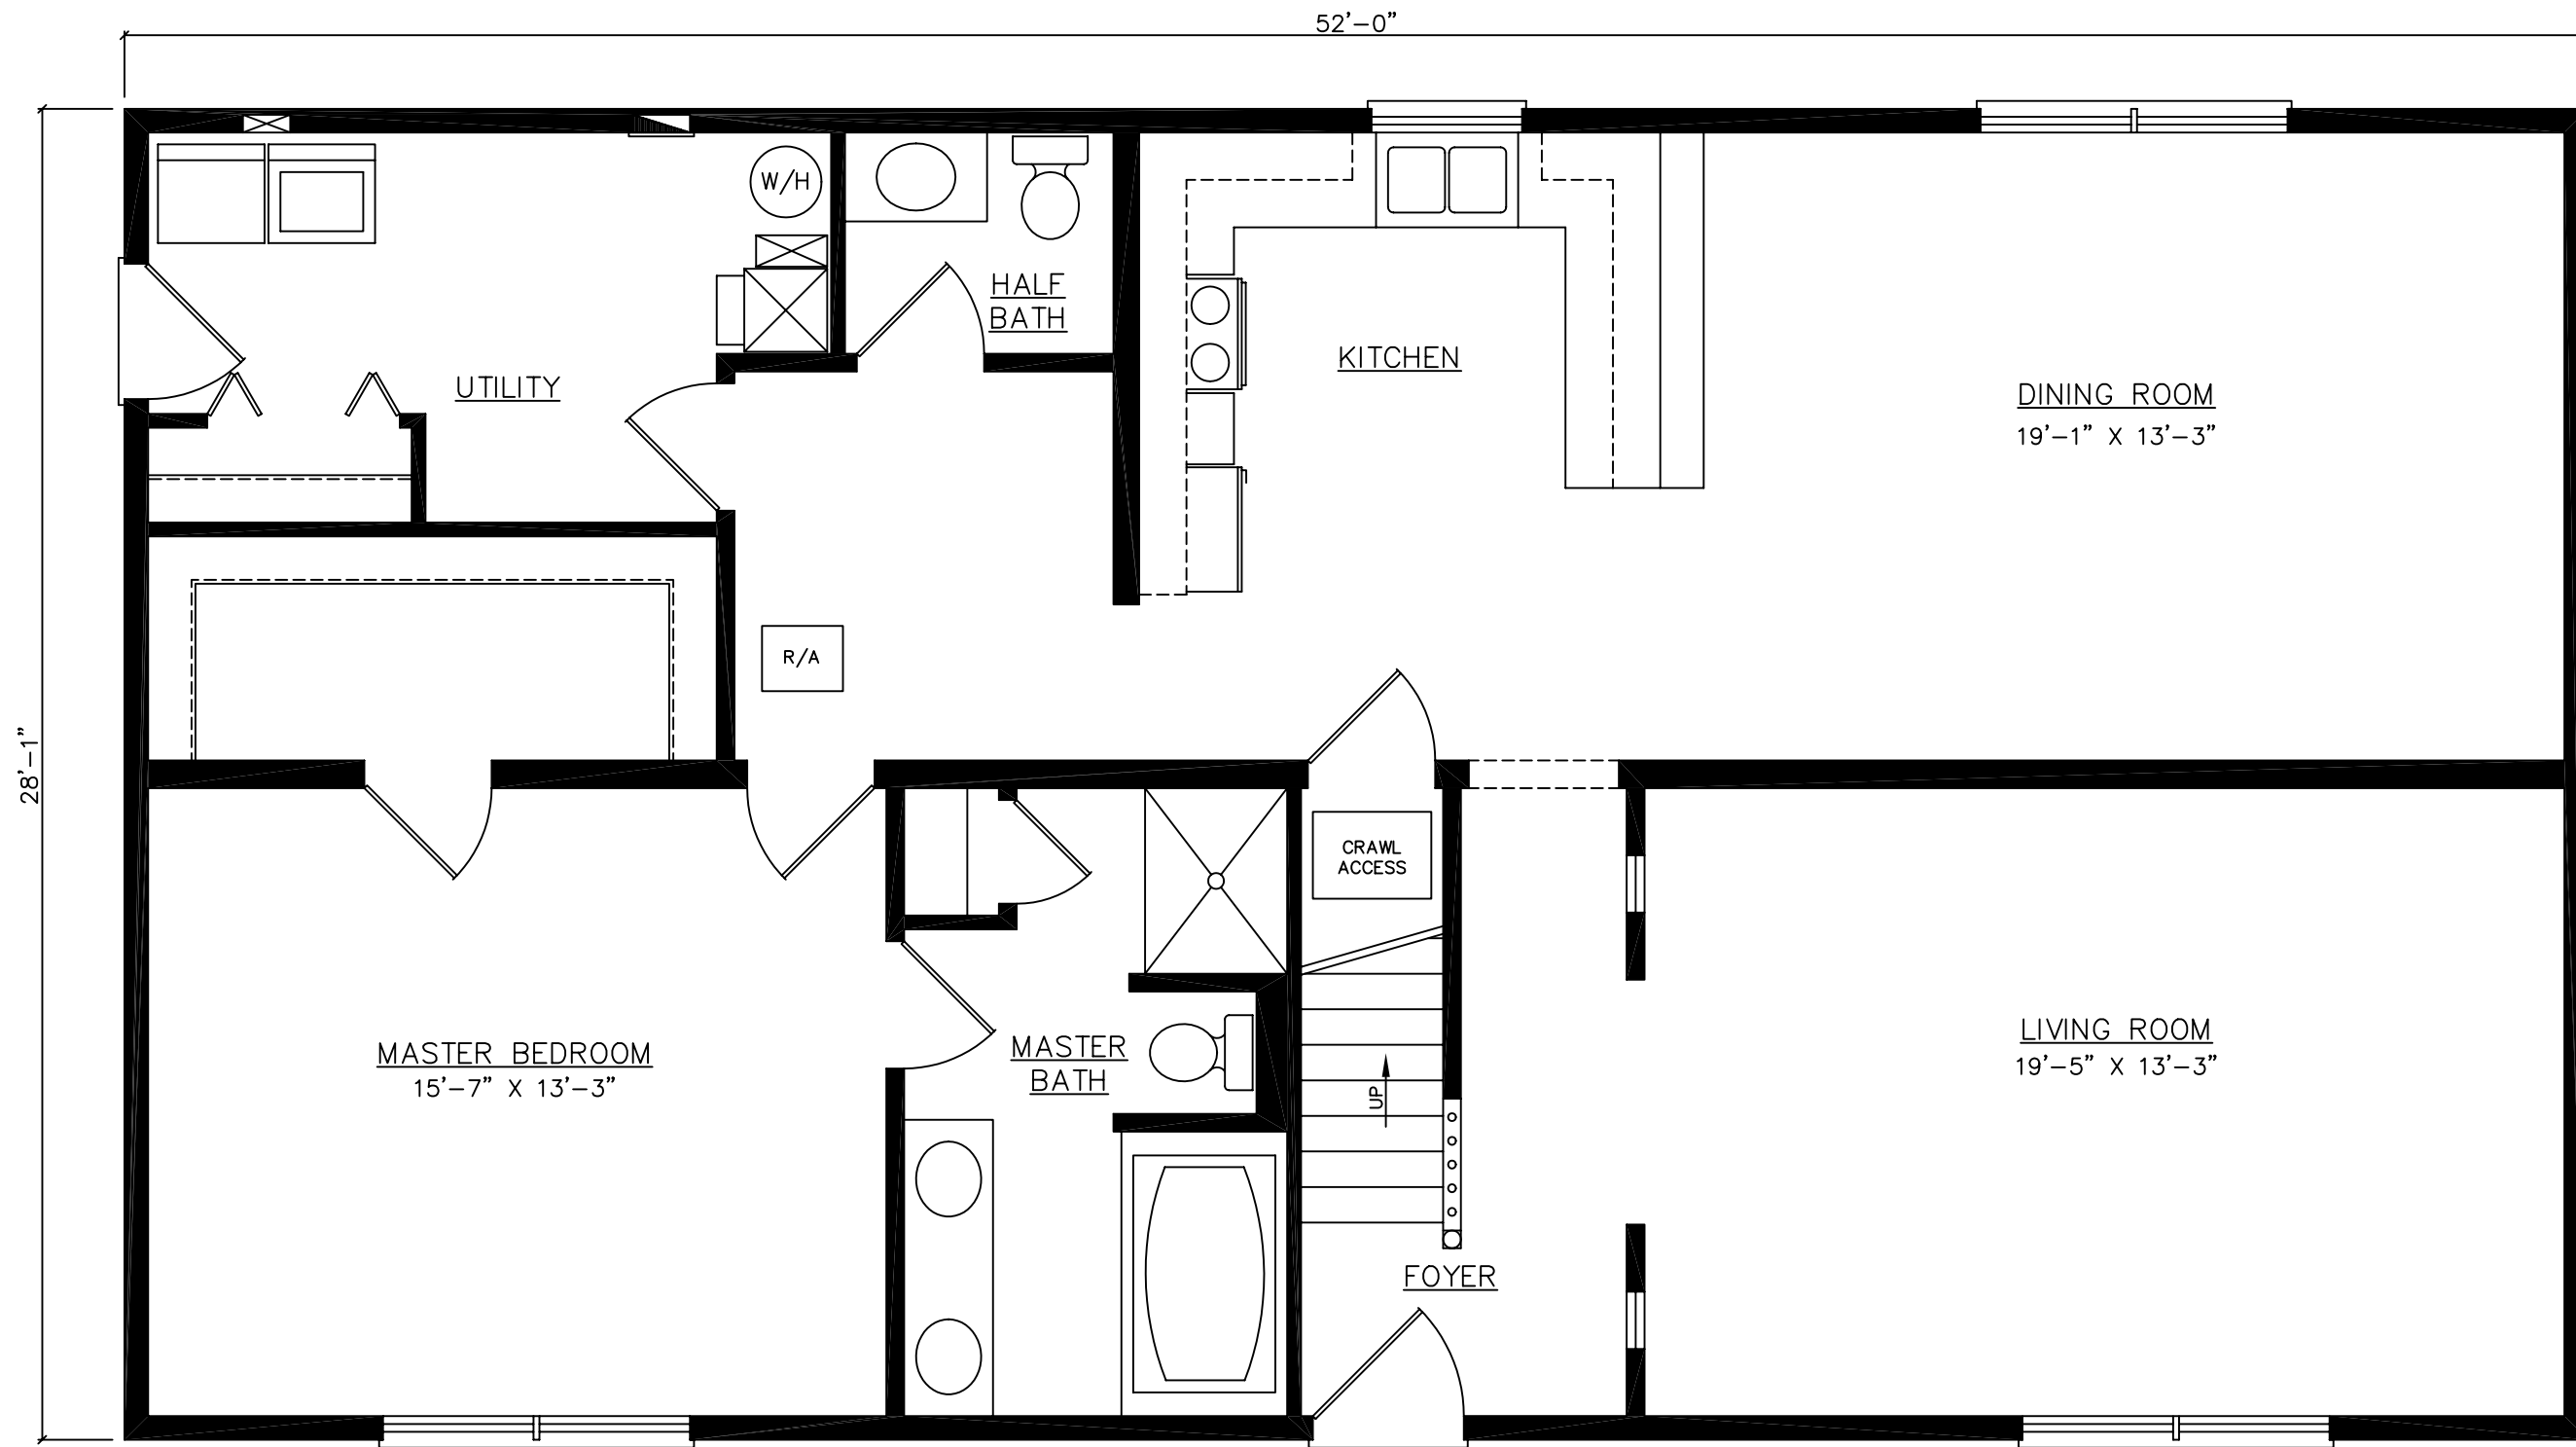 52'-0"
28'-1"
W/H
HALF
BATH
UTILITY
KITCHEN
DINING ROOM
19'-1" X 13'-3"
R/A
CRAWL
ACCESS
MASTER BEDROOM
15'-7" X 13'-3"
MASTER
BATH
UP
LIVING ROOM
19'-5" X 13'-3"
FOYER